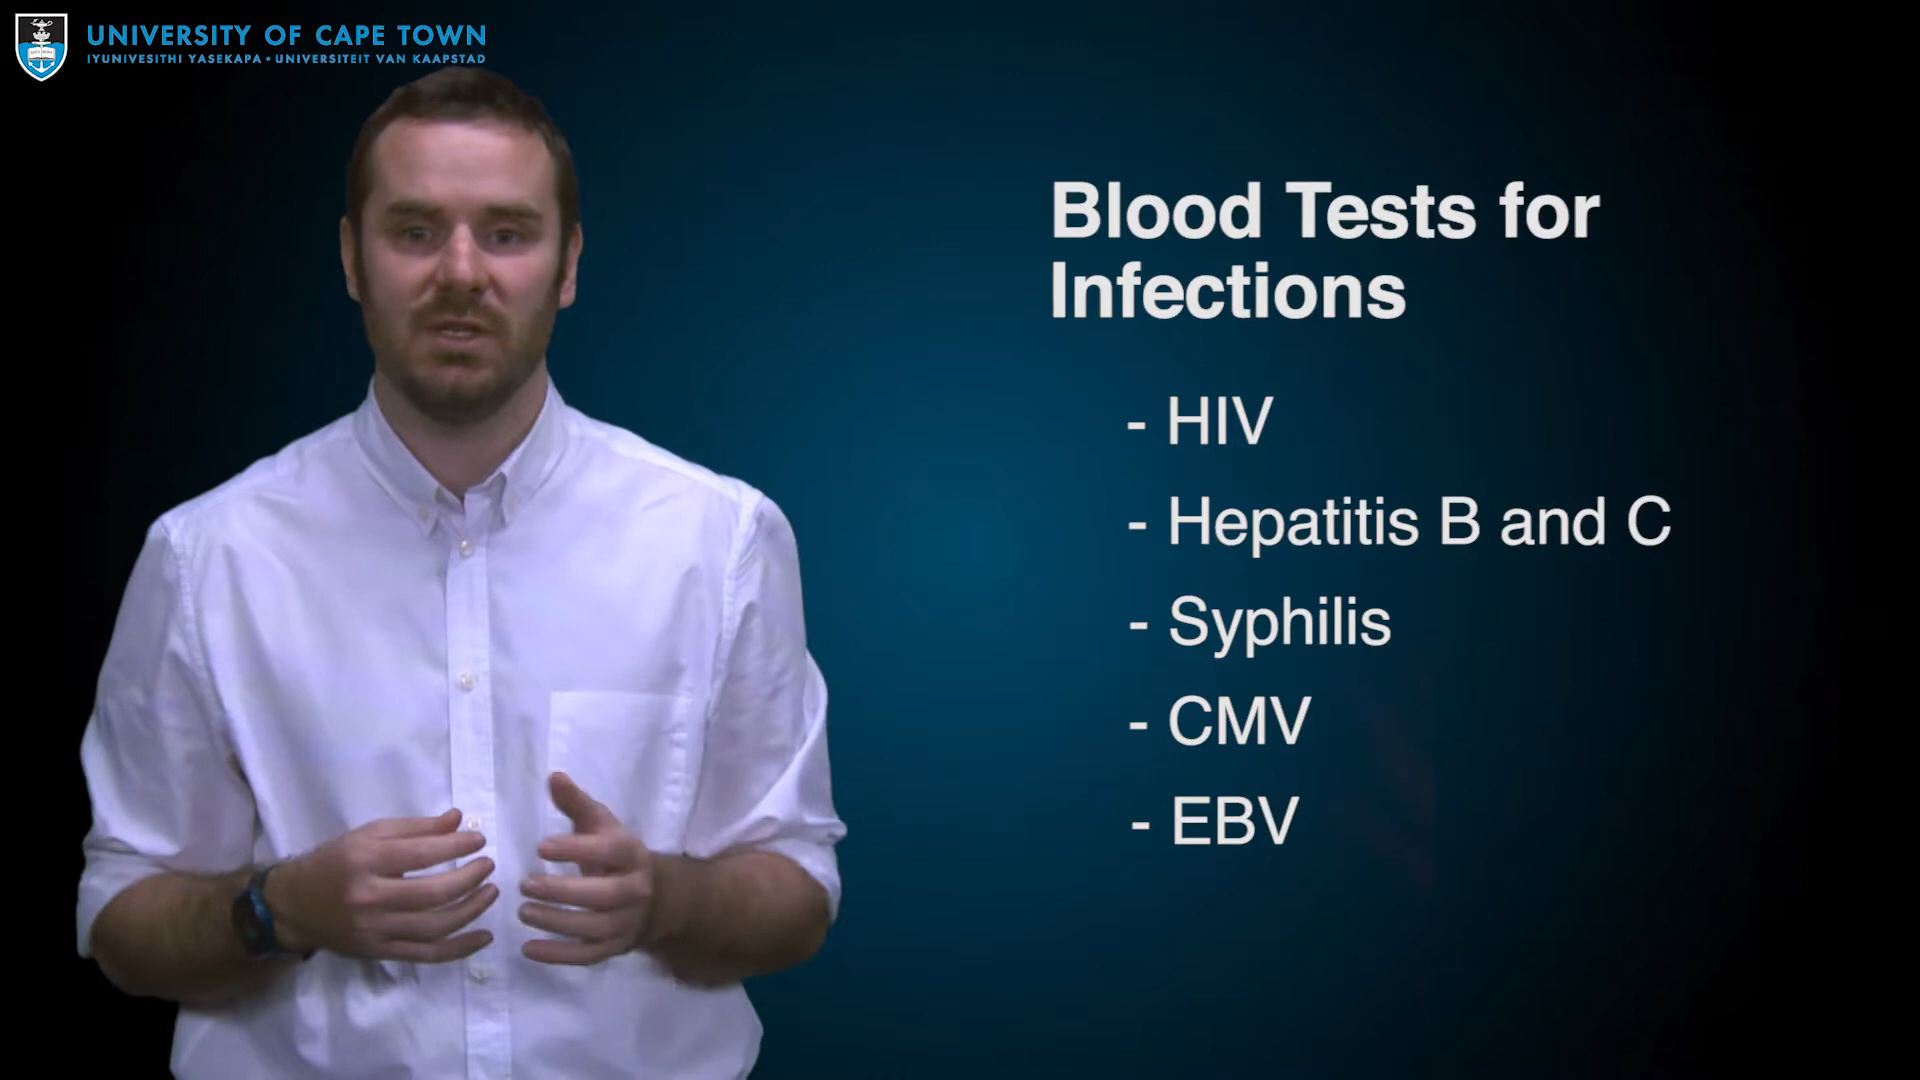 UNIVERSITY OF CAPE TOWN
IYUNIVESITHI YASEKAPA • UNIVERSITEIT VAN KAAPSTAD
Blood Tests for
Infections
- HIV
- Hepatitis B and C
- Syphilis
- CMV
- EBV